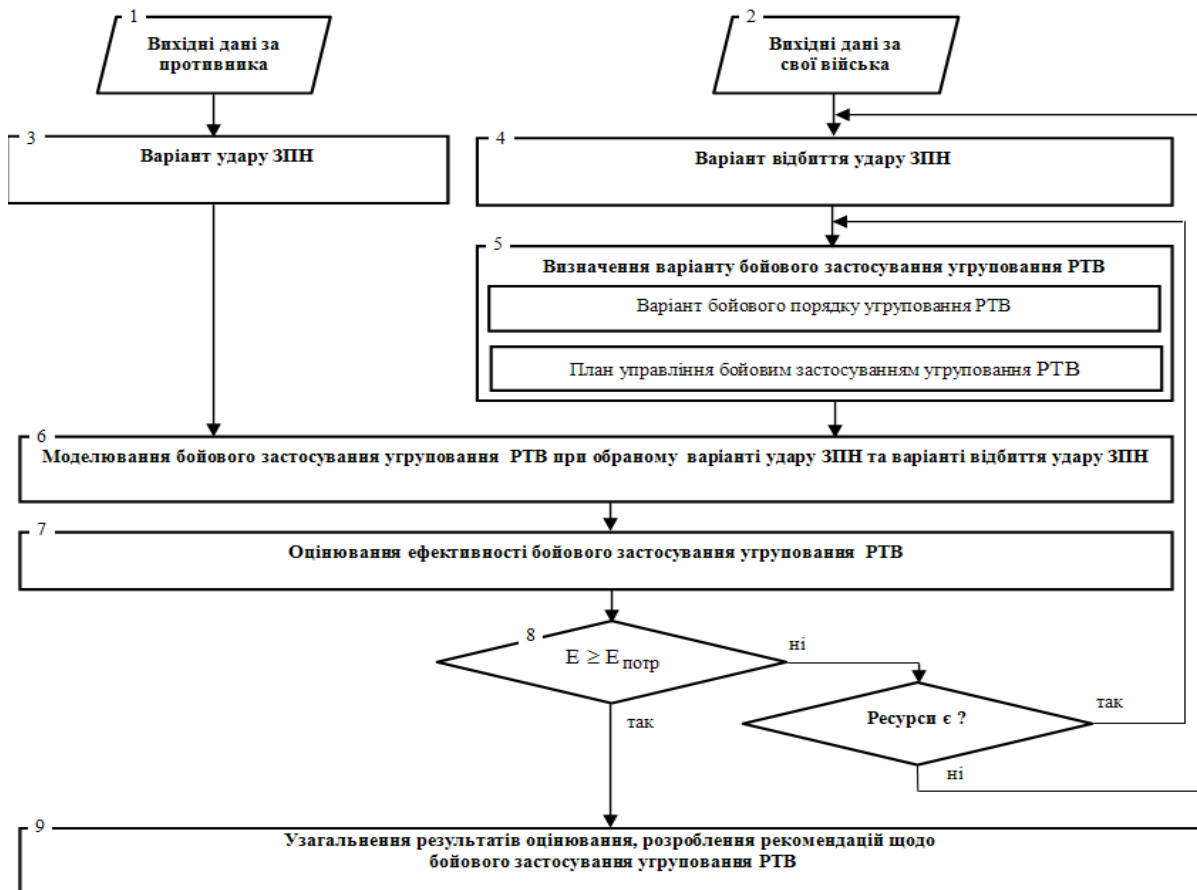 1
Вихідні дані за
противника
2
Вихідні дані за
свої війська
3
Варіант удару ЗПН
4
Варіант відбиття удару ЗПН
5
Визначення варіанту бойового застосування угруповання РТВ
Варіант бойового порядку угруповання РТВ
План управління бойовим застосуванням угруповання РТВ
6
Моделювання бойового застосування угруповання РТВ при обраному варіанті удару ЗПН та варіанті відбиття удару ЗПН
7
Оцінювання ефективності бойового застосування угруповання РТВ
8
E ≥ E потр
ні
так
Ресурси є ?
так
ні
9
Узагальнення результатів оцінювання, розроблення рекомендацій щодо
бойового застосування угруповання РТВ